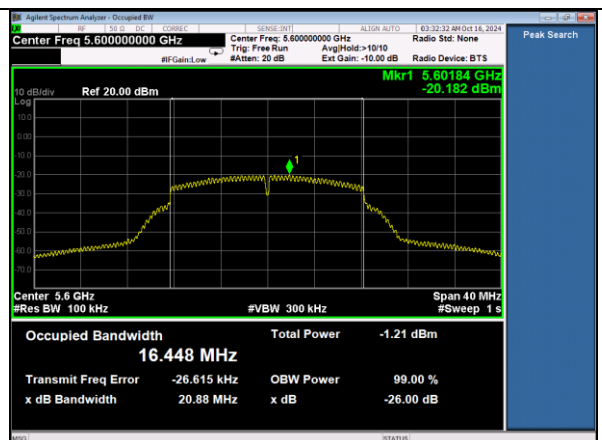 Agilent Spectrum Analyzer - Occupied BW
RF 50 Ω DC CORREC SENSE:INT ALIGN AUTO 03:32:32 AM Oct 16, 2024
Center Freq 5.600000000 GHz Center Freq: 5.600000000 GHz Radio Std: None Peak Search
Trig: Free Run Avg|Hold:>10/10
#IFGain:Low #Atten: 20 dB Ext Gain: -10.00 dB Radio Device: BTS
Mkr1 5.60184 GHz
10 dB/div Ref 20.00 dBm -20.182 dBm
Log
10.0
0.00
-10.0
-20.0
-30.0
-40.0
-50.0
-60.0
-70.0
1
Center 5.6 GHz Span 40 MHz
#Res BW 100 kHz #VBW 300 kHz #Sweep 1 s
Occupied Bandwidth Total Power -1.21 dBm
16.448 MHz
Transmit Freq Error -26.615 kHz OBW Power 99.00 %
x dB Bandwidth 20.88 MHz x dB -26.00 dB
MSG STATUS